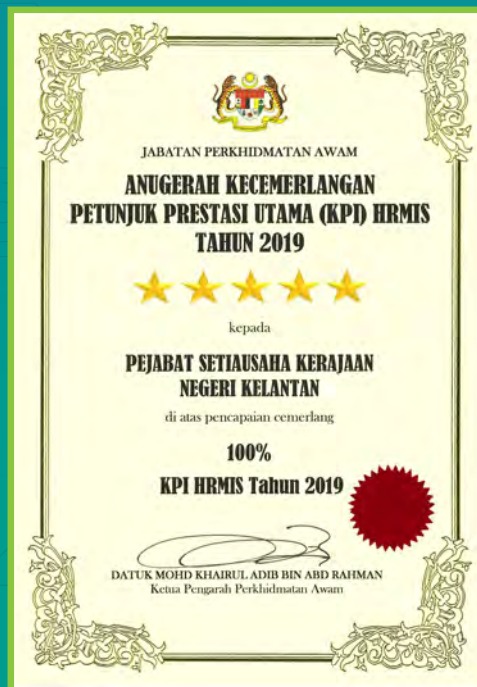 JABATAN PERKHIDMATAN AWAM
ANUGERAH KECEMERLANGAN
PETUNJUK PRESTASI UTAMA (KPI) HRMIS
TAHUN 2019
kepada
PEJABAT SETIAUSAHA KERAJAAN
NEGERI KELANTAN
di atas pencapaian cemerlang
100%
KPI HRMIS Tahun 2019
DATUK MOHD KHAIRUL ADIB BIN ABD RAHMAN
Ketua Pengarah Perkhidmatan Awam